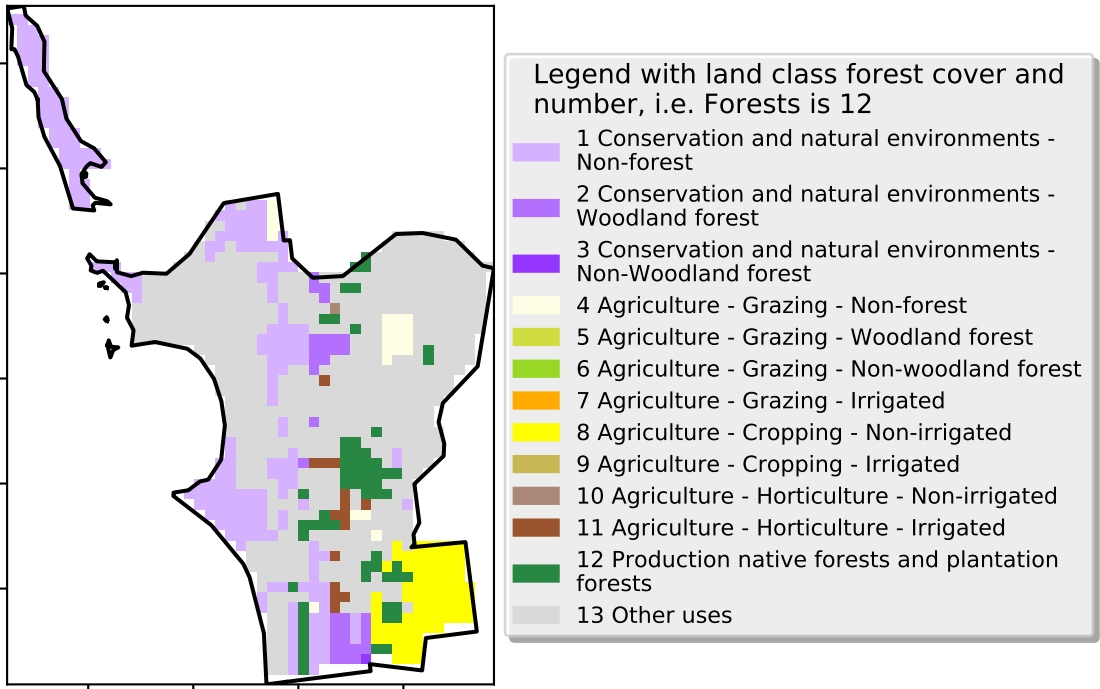 Legend with land class forest cover and
number, i.e. Forests is 12
1 Conservation and natural environments -
Non-forest
2 Conservation and natural environments -
Woodland forest
3 Conservation and natural environments -
Non-Woodland forest
4 Agriculture - Grazing - Non-forest
5 Agriculture - Grazing - Woodland forest
6 Agriculture - Grazing - Non-woodland forest
7 Agriculture - Grazing - Irrigated
8 Agriculture - Cropping - Non-irrigated
9 Agriculture - Cropping - Irrigated
10 Agriculture - Horticulture - Non-irrigated
11 Agriculture - Horticulture - Irrigated
12 Production native forests and plantation
forests
13 Other uses